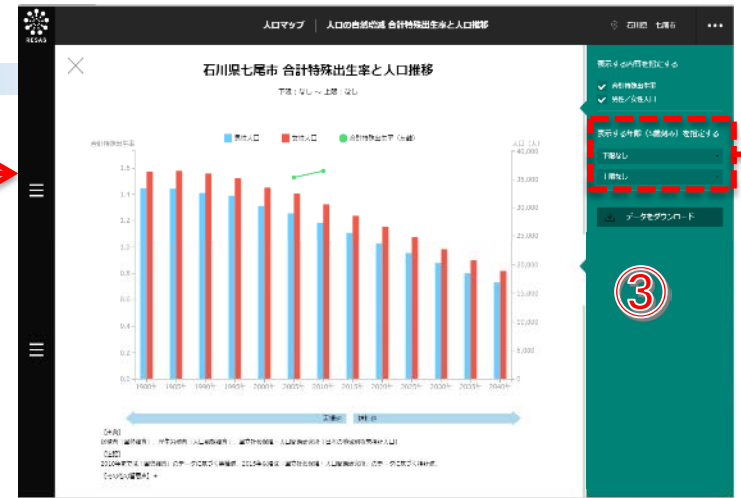 RESAS
人口マップ | 人口の自然増減 合計特殊出生率と人口推移
石川県 七尾市
石川県七尾市 合計特殊出生率と人口推移
下限：なし ～ 上限：なし
合計特殊出生率
男性人口 女性人口 合計特殊出生率（左軸）
人口（人）
1.6
1.4
1.2
1.0
0.8
0.6
0.4
0.2
0.0
40,000
35,000
30,000
25,000
20,000
15,000
10,000
5,000
0
1980年 1985年 1990年 1995年 2000年 2005年 2010年 2015年 2020年 2025年 2030年 2035年 2040年
実績値 推計値
【出典】
【注記】
表示する内容を指定する
合計特殊出生率
男性／女性人口
表示する年齢（5歳刻み）を指定する
下限なし
上限なし
データをダウンロード
③